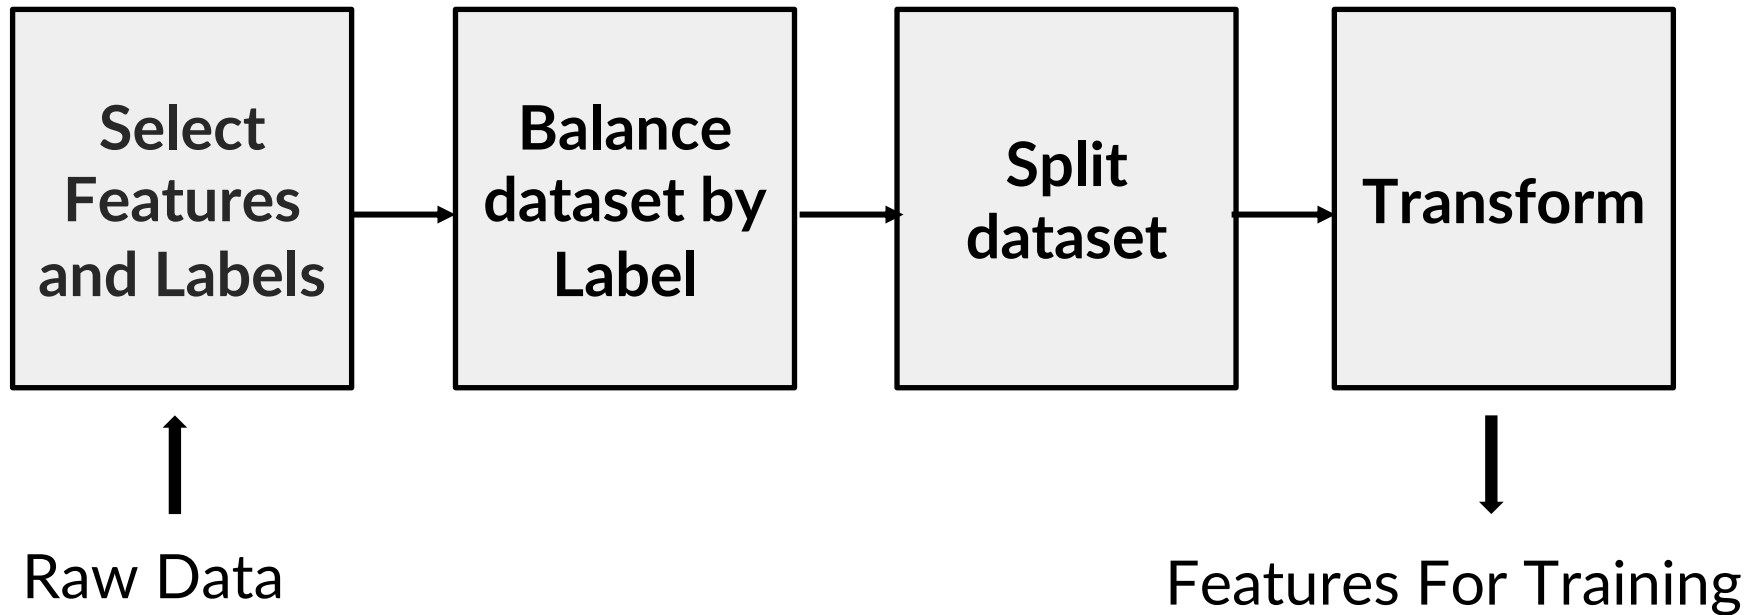 Select
Features
and Labels
Balance
dataset by
Label
Split
dataset
Transform
Raw Data
Features For Training